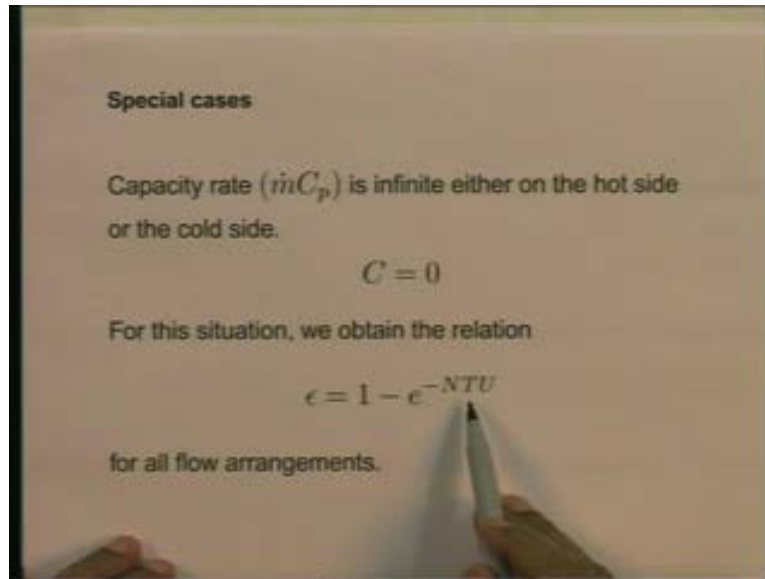 Special cases
Capacity rate (ṁCₚ) is infinite either on the hot side
or the cold side.
C = 0
For this situation, we obtain the relation
ϵ = 1 − e^{−NTU}
for all flow arrangements.